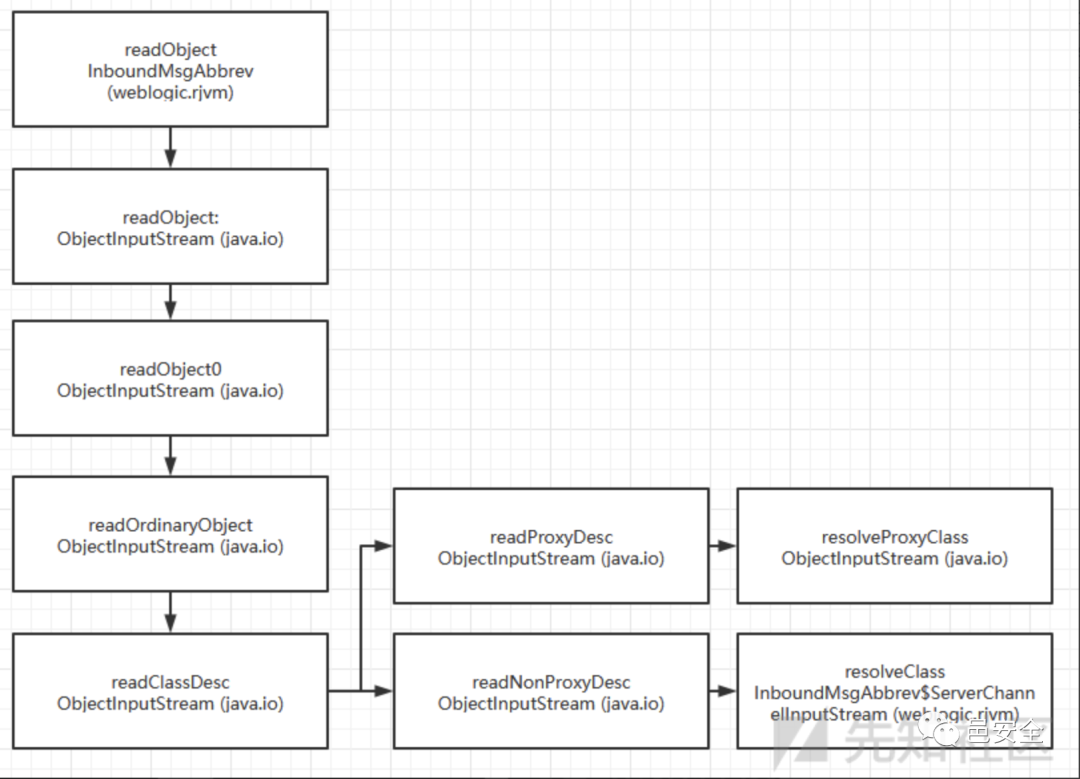 readObject
InboundMsgAbbrev
(weblogic.rjvm)
readObject:
ObjectInputStream (java.io)
readObject0
ObjectInputStream (java.io)
readOrdinaryObject
ObjectInputStream (java.io)
readClassDesc
ObjectInputStream (java.io)
readProxyDesc
ObjectInputStream (java.io)
resolveProxyClass
ObjectInputStream (java.io)
readNonProxyDesc
ObjectInputStream (java.io)
resolveClass
InboundMsgAbbrev$ServerChann
elInputStream (weblogic.rjvm)
先知社区
邑安全